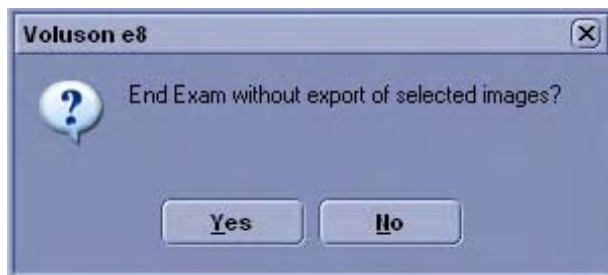 Voluson e8
End Exam without export of selected images?
Yes
No